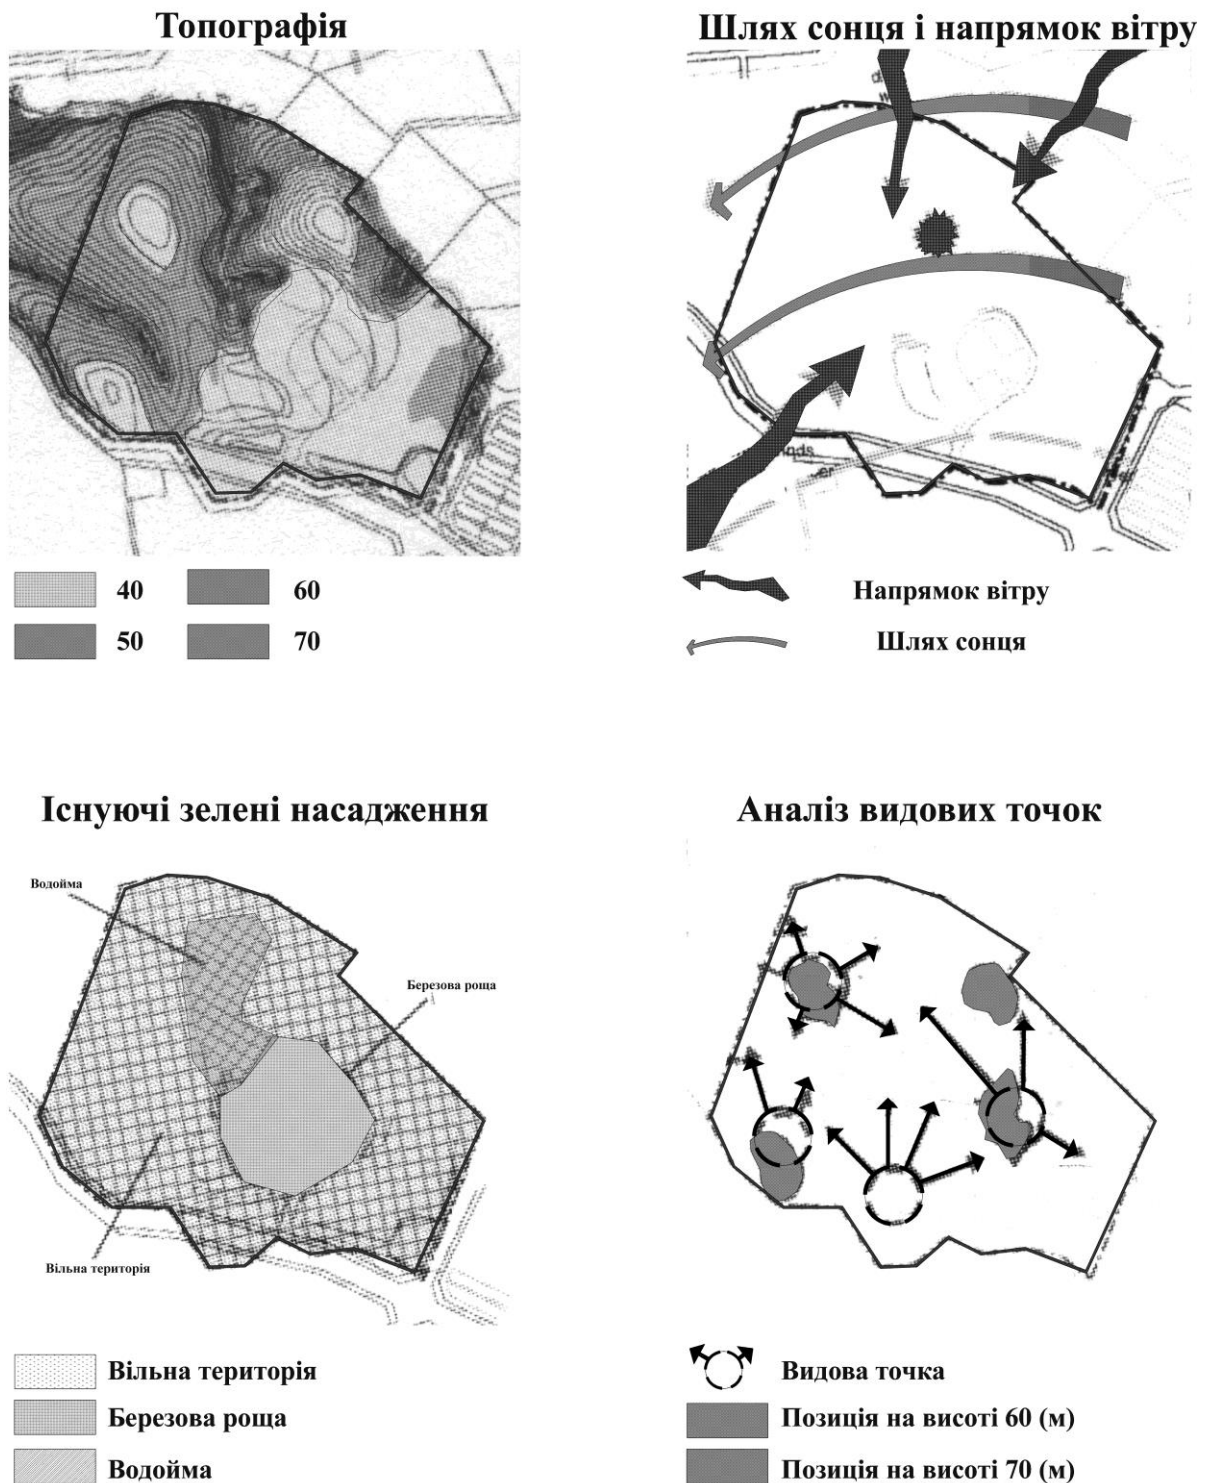 Топографія
Шлях сонця і напрямок вітру
40
60
50
70
Напрямок вітру
Шлях сонця
Існуючі зелені насадження
Аналіз видових точок
Водойма
Березова роща
Вільна територія
Вільна територія
Березова роща
Водойма
Видова точка
Позиція на висоті 60 (м)
Позиція на висоті 70 (м)